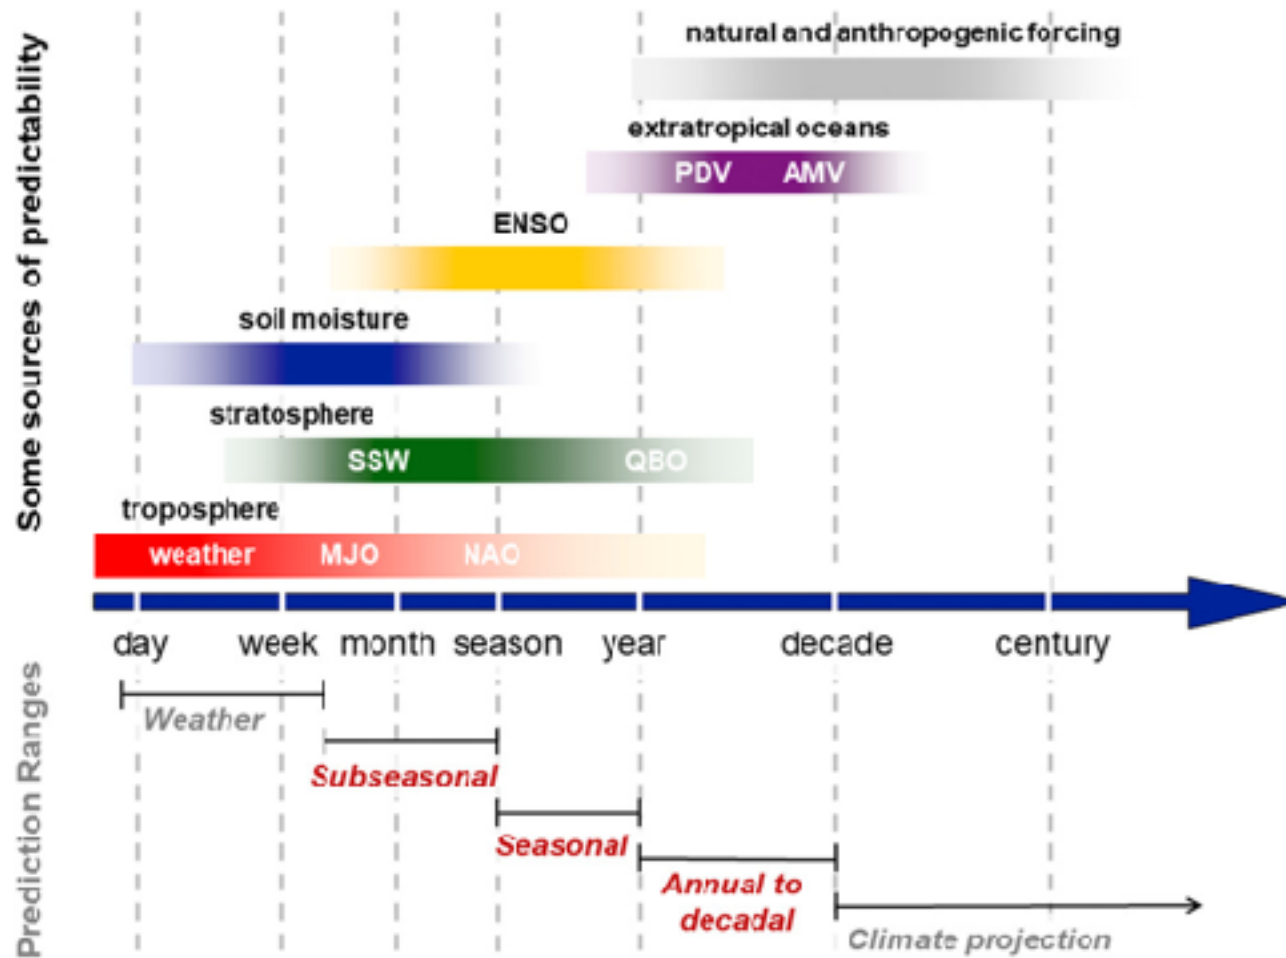 Some sources of predictability
natural and anthropogenic forcing
extratropical oceans
PDV AMV
ENSO
soil moisture
stratosphere
SSW QBO
troposphere
weather MJO NAO
day week month season year decade century
Prediction Ranges
Weather
Subseasonal
Seasonal
Annual to
decadal
Climate projection